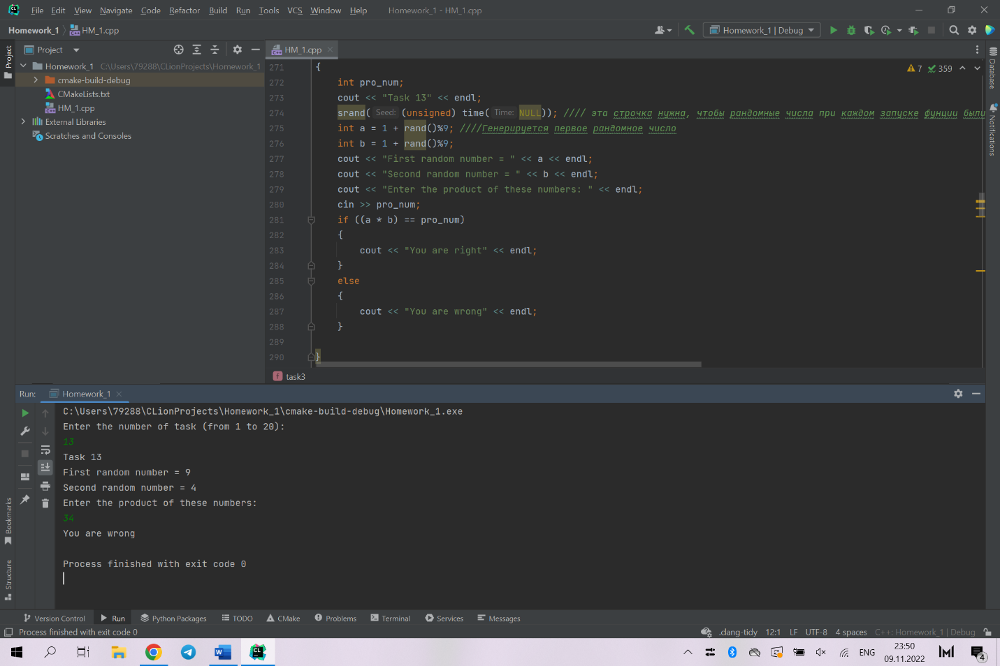 File Edit View Navigate Code Refactor Build Run Tools VCS Window Help Homework_1 - HM_1.cpp
Homework_1 HM_1.cpp Homework_1 | Debug
Project HM_1.cpp
Project
Homework_1 C:\Users\79288\CLionProjects\Homework_1
cmake-build-debug
CMakeLists.txt
HM_1.cpp
External Libraries
Scratches and Consoles
7 359
271 {
272 int pro_num;
273 cout << "Task 13" << endl;
274 srand( Seed: (unsigned) time( Time: NULL)); //// эта строчка нужна, чтобы рандомные числа при каждом запуске фунции были
275 int a = 1 + rand()%9; ////Генерируется первое рандомное число
276 int b = 1 + rand()%9;
277 cout << "First random number = " << a << endl;
278 cout << "Second random number = " << b << endl;
279 cout << "Enter the product of these numbers: " << endl;
280 cin >> pro_num;
281 if ((a * b) == pro_num)
282 {
283 cout << "You are right" << endl;
284 }
285 else
286 {
287 cout << "You are wrong" << endl;
288 }
289
290 }
task3
Database
Notifications
Run: Homework_1
C:\Users\79288\CLionProjects\Homework_1\cmake-build-debug\Homework_1.exe
Enter the number of task (from 1 to 20):
13
Task 13
First random number = 9
Second random number = 4
Enter the product of these numbers:
34
You are wrong
Process finished with exit code 0
Bookmarks
Structure
Version Control Run Python Packages TODO CMake Problems Terminal Services Messages
Process finished with exit code 0 .clang-tidy 12:1 LF UTF-8 4 spaces C++: Homework_1 | Debug
ENG 23:50
09.11.2022 4